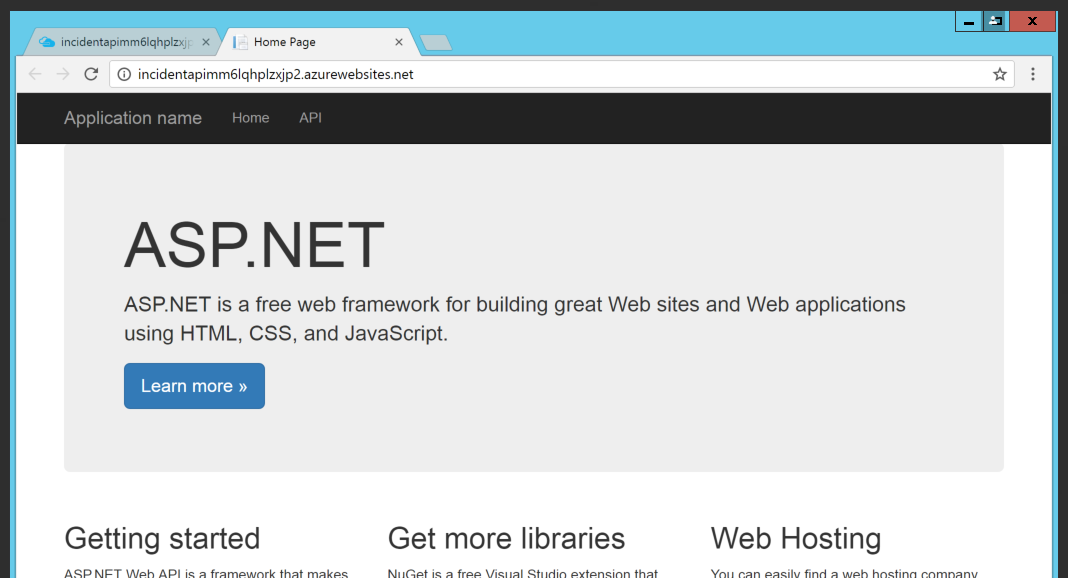 incidentapimm6lqhplzxjp
Home Page
incidentapimm6lqhplzxjp2.azurewebsites.net
Application name
Home
API
ASP.NET
ASP.NET is a free web framework for building great Web sites and Web applications
using HTML, CSS, and JavaScript.
Learn more »
Getting started
Get more libraries
Web Hosting
ASP.NET Web API is a framework that makes
NuGet is a free Visual Studio extension that
You can easily find a web hosting company